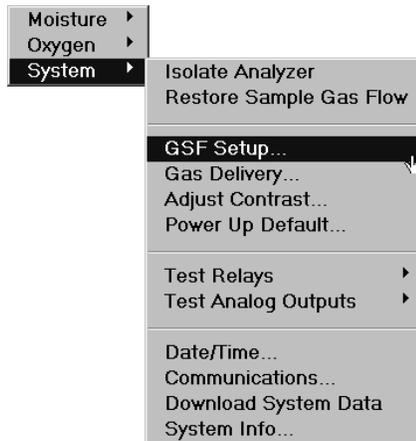 Moisture
Oxygen
System
Isolate Analyzer
Restore Sample Gas Flow
GSF Setup...
Gas Delivery...
Adjust Contrast...
Power Up Default...
Test Relays
Test Analog Outputs
Date/Time...
Communications...
Download System Data
System Info...